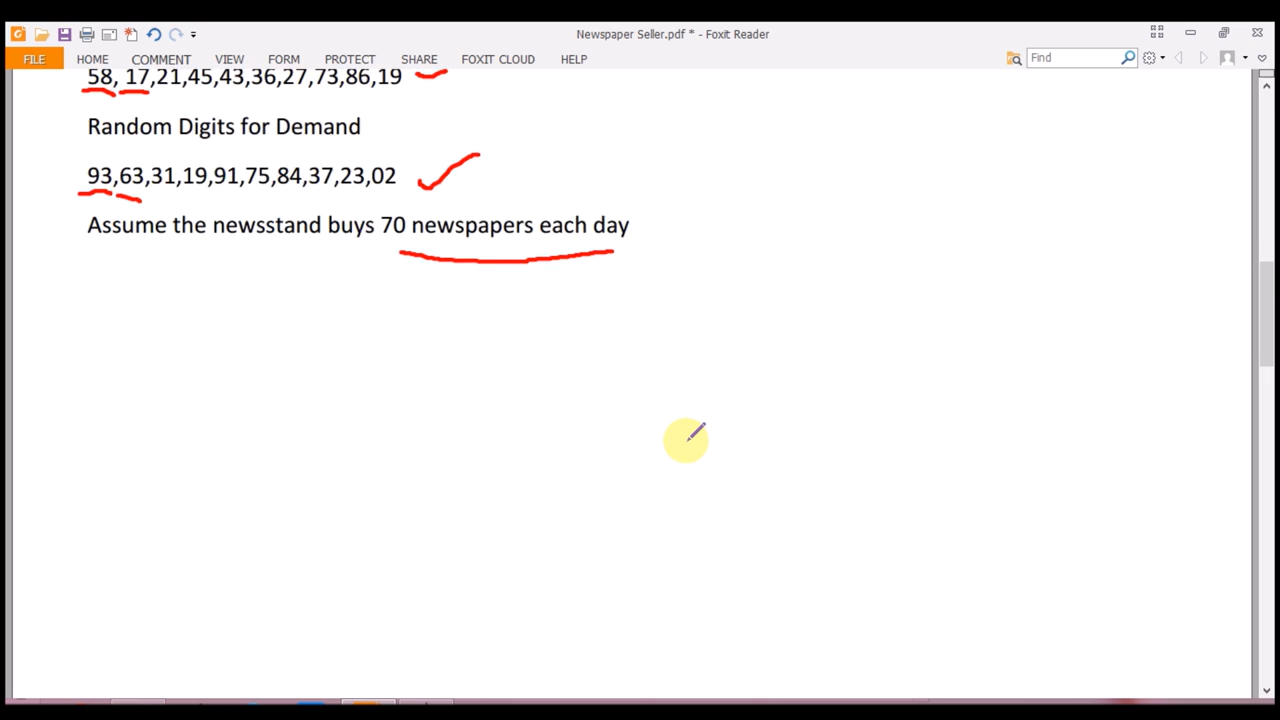 Newspaper Seller.pdf * - Foxit Reader
FILE HOME COMMENT VIEW FORM PROTECT SHARE FOXIT CLOUD HELP Find
58, 17,21,45,43,36,27,73,86,19
Random Digits for Demand
93,63,31,19,91,75,84,37,23,02
Assume the newsstand buys 70 newspapers each day